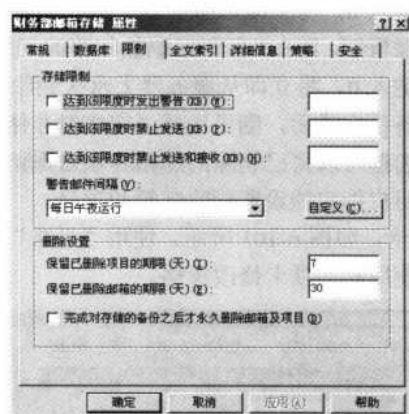 财务部邮箱存储 属性
常规 数据库 限制 全文索引 详细信息 策略 安全
存储限制
达到该限度时发出警告(KB)(W):
达到该限度时禁止发送(KB)(P):
达到该限度时禁止发送和接收(KB)(N)
警告邮件间隔(V):
每日午夜运行 自定义(C)...
删除设置
保留已删除项目的期限(天)(I): 7
保留已删除邮箱的期限(天)(E): 30
完成对存储的备份之后才永久删除邮箱及项目(D)
确定 取消 应用(A) 帮助